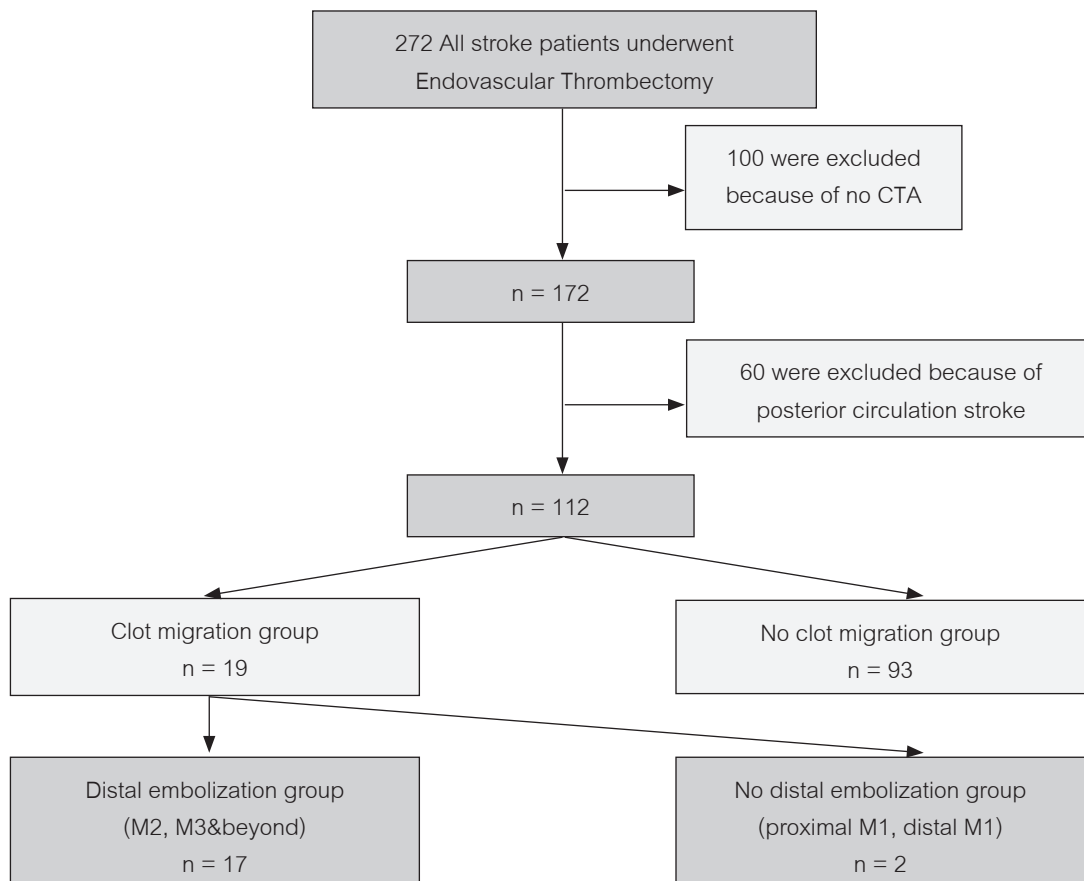 272 All stroke patients underwent
Endovascular Thrombectomy
100 were excluded
because of no CTA
n = 172
60 were excluded because of
posterior circulation stroke
n = 112
Clot migration group
n = 19
No clot migration group
n = 93
Distal embolization group
(M2, M3&beyond)
n = 17
No distal embolization group
(proximal M1, distal M1)
n = 2